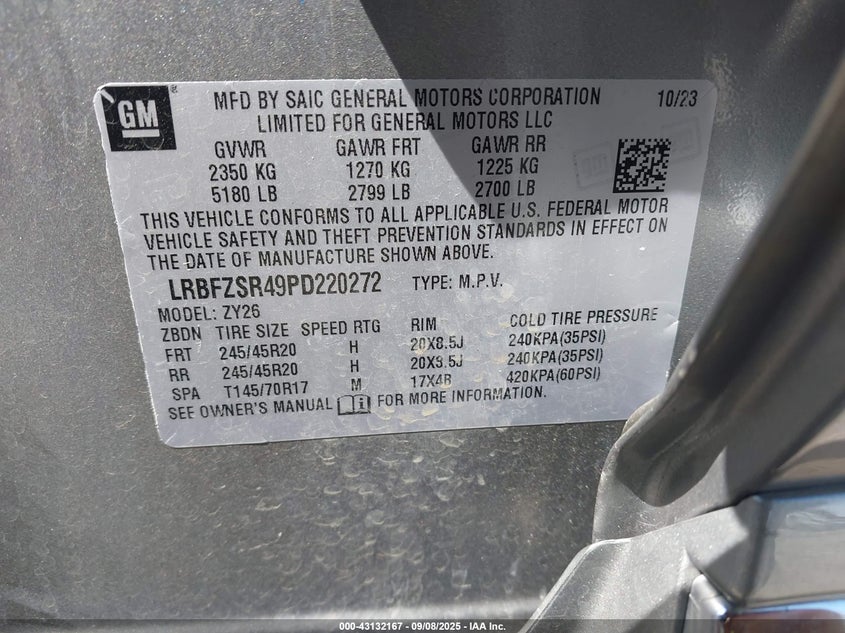 GM ® MFD BY SAIC GENERAL MOTORS CORPORATION 10/23
LIMITED FOR GENERAL MOTORS LLC
GVWR GAWR FRT GAWR RR
2350 KG 1270 KG 1225 KG
5180 LB 2799 LB 2700 LB
GM
THIS VEHICLE CONFORMS TO ALL APPLICABLE U.S. FEDERAL MOTOR
VEHICLE SAFETY AND THEFT PREVENTION STANDARDS IN EFFECT ON
THE DATE OF MANUFACTURE SHOWN ABOVE.
LRBFZSR49PD220272 TYPE: M.P.V.
MODEL: ZY26
ZBDN TIRE SIZE SPEED RTG RIM COLD TIRE PRESSURE
FRT 245/45R20 H 20X8.5J 240KPA(35PSI)
RR 245/45R20 H 20X8.5J 240KPA(35PSI)
SPA T145/70R17 M 17X4B 420KPA(60PSI)
SEE OWNER'S MANUAL i FOR MORE INFORMATION.
000-43132167 - 09/08/2025 - IAA Inc.